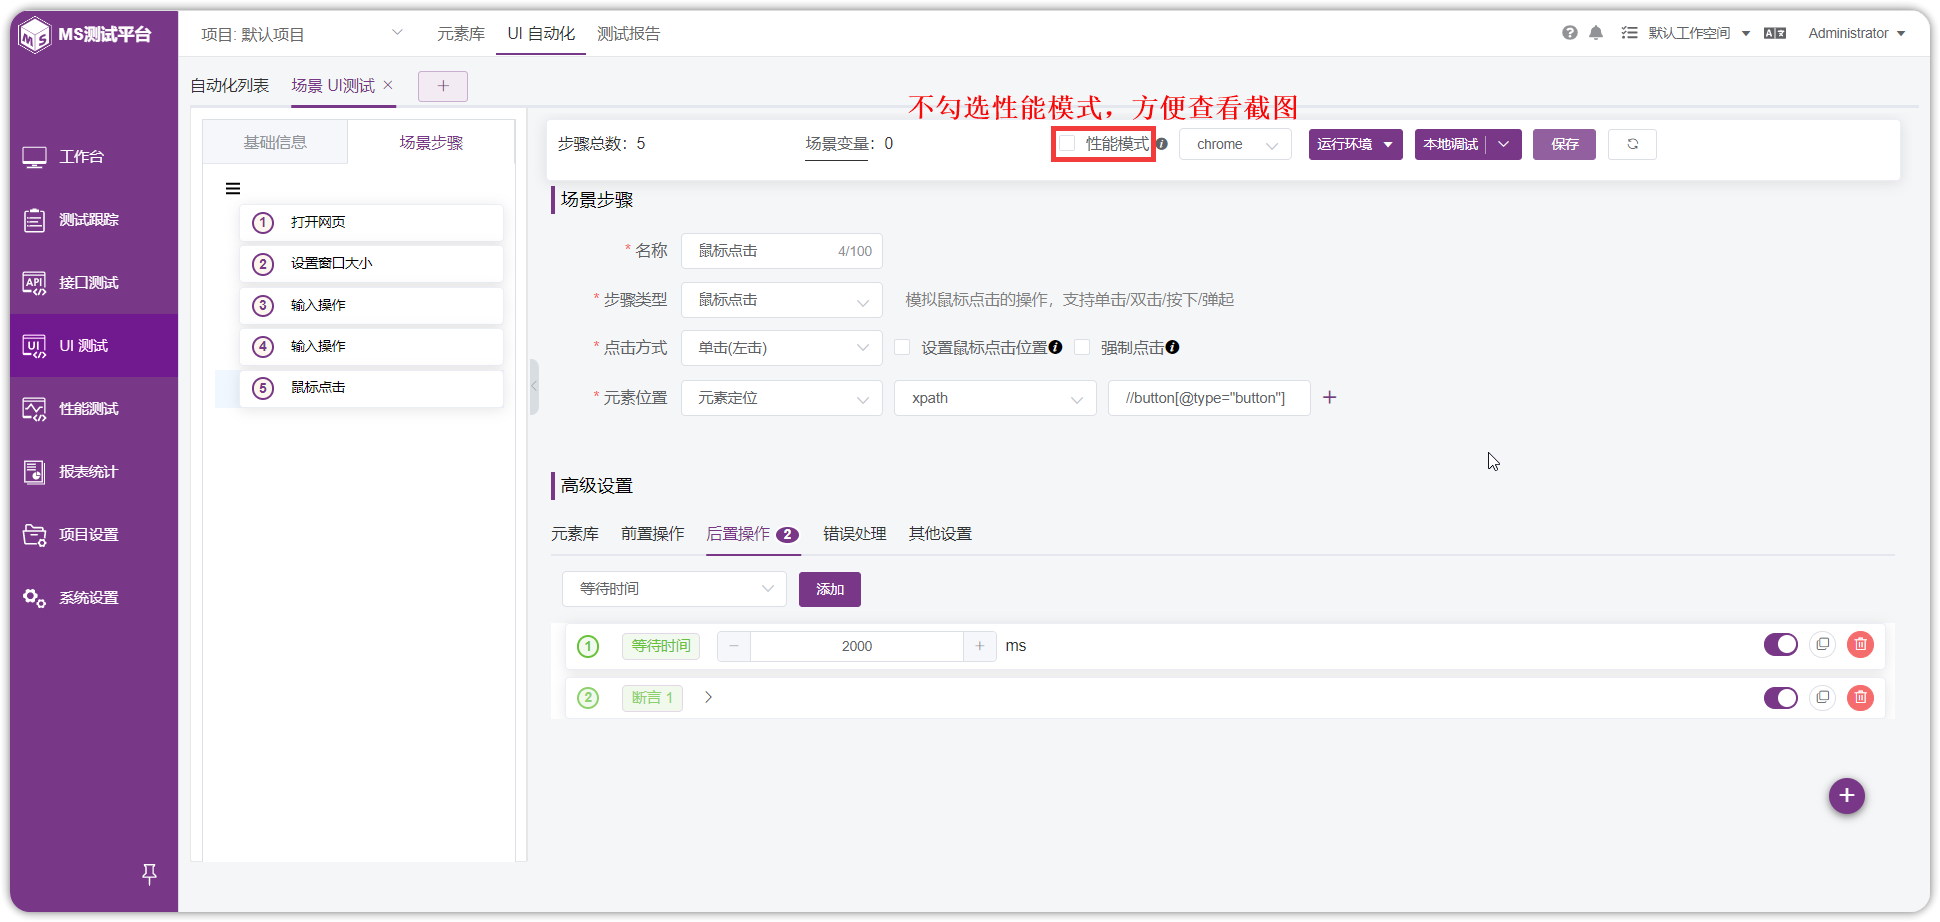 MS测试平台
项目: 默认项目
元素库
UI 自动化
测试报告
默认工作空间
Administrator
自动化列表
场景 UI测试
不勾选性能模式，方便查看截图
工作台
测试跟踪
API 接口测试
UI UI 测试
性能测试
报表统计
项目设置
系统设置
基础信息
场景步骤
1 打开网页
2 设置窗口大小
3 输入操作
4 输入操作
5 鼠标点击
步骤总数：5
场景变量：0
性能模式
chrome
运行环境
本地调试
保存
场景步骤
* 名称 鼠标点击 4/100
* 步骤类型 鼠标点击 模拟鼠标点击的操作，支持单击/双击/按下/弹起
* 点击方式 单击(左击) 设置鼠标点击位置 强制点击
* 元素位置 元素定位 xpath //button[@type="button"] +
高级设置
元素库 前置操作 后置操作 2 错误处理 其他设置
等待时间 添加
1 等待时间 − 2000 + ms
2 断言 1